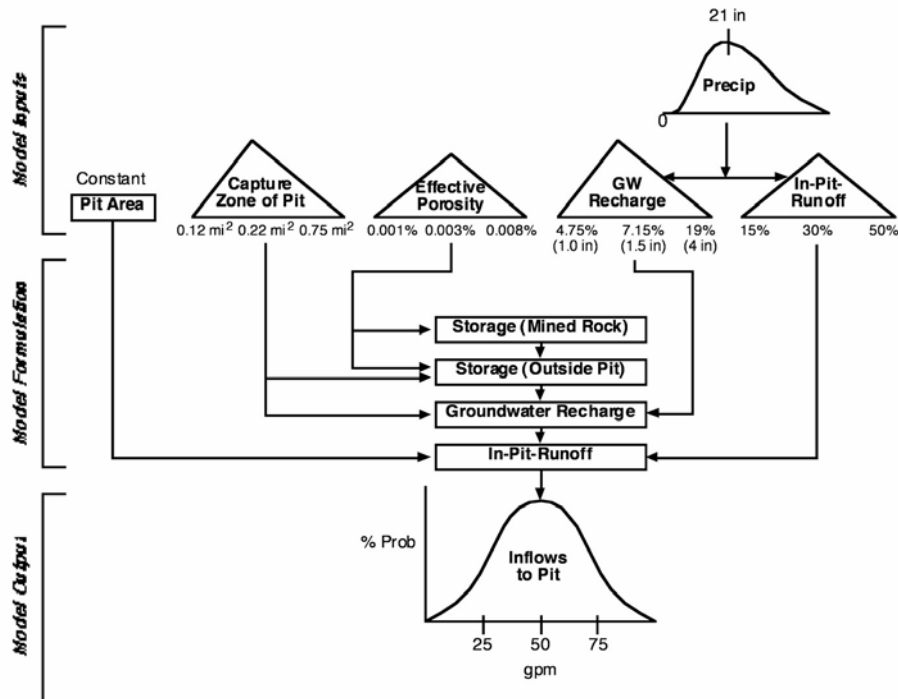 21 in
Precip
0
Model Inputs
Constant
Pit Area
Capture
Zone of Pit
0.12 mi² 0.22 mi² 0.75 mi²
Effective
Porosity
0.001% 0.003% 0.008%
GW
Recharge
4.75% 7.15% 19%
(1.0 in) (1.5 in) (4 in)
In-Pit-
Runoff
15% 30% 50%
Model Formulation
Storage (Mined Rock)
Storage (Outside Pit)
Groundwater Recharge
In-Pit-Runoff
Model Output
% Prob
Inflows
to Pit
25 50 75
gpm